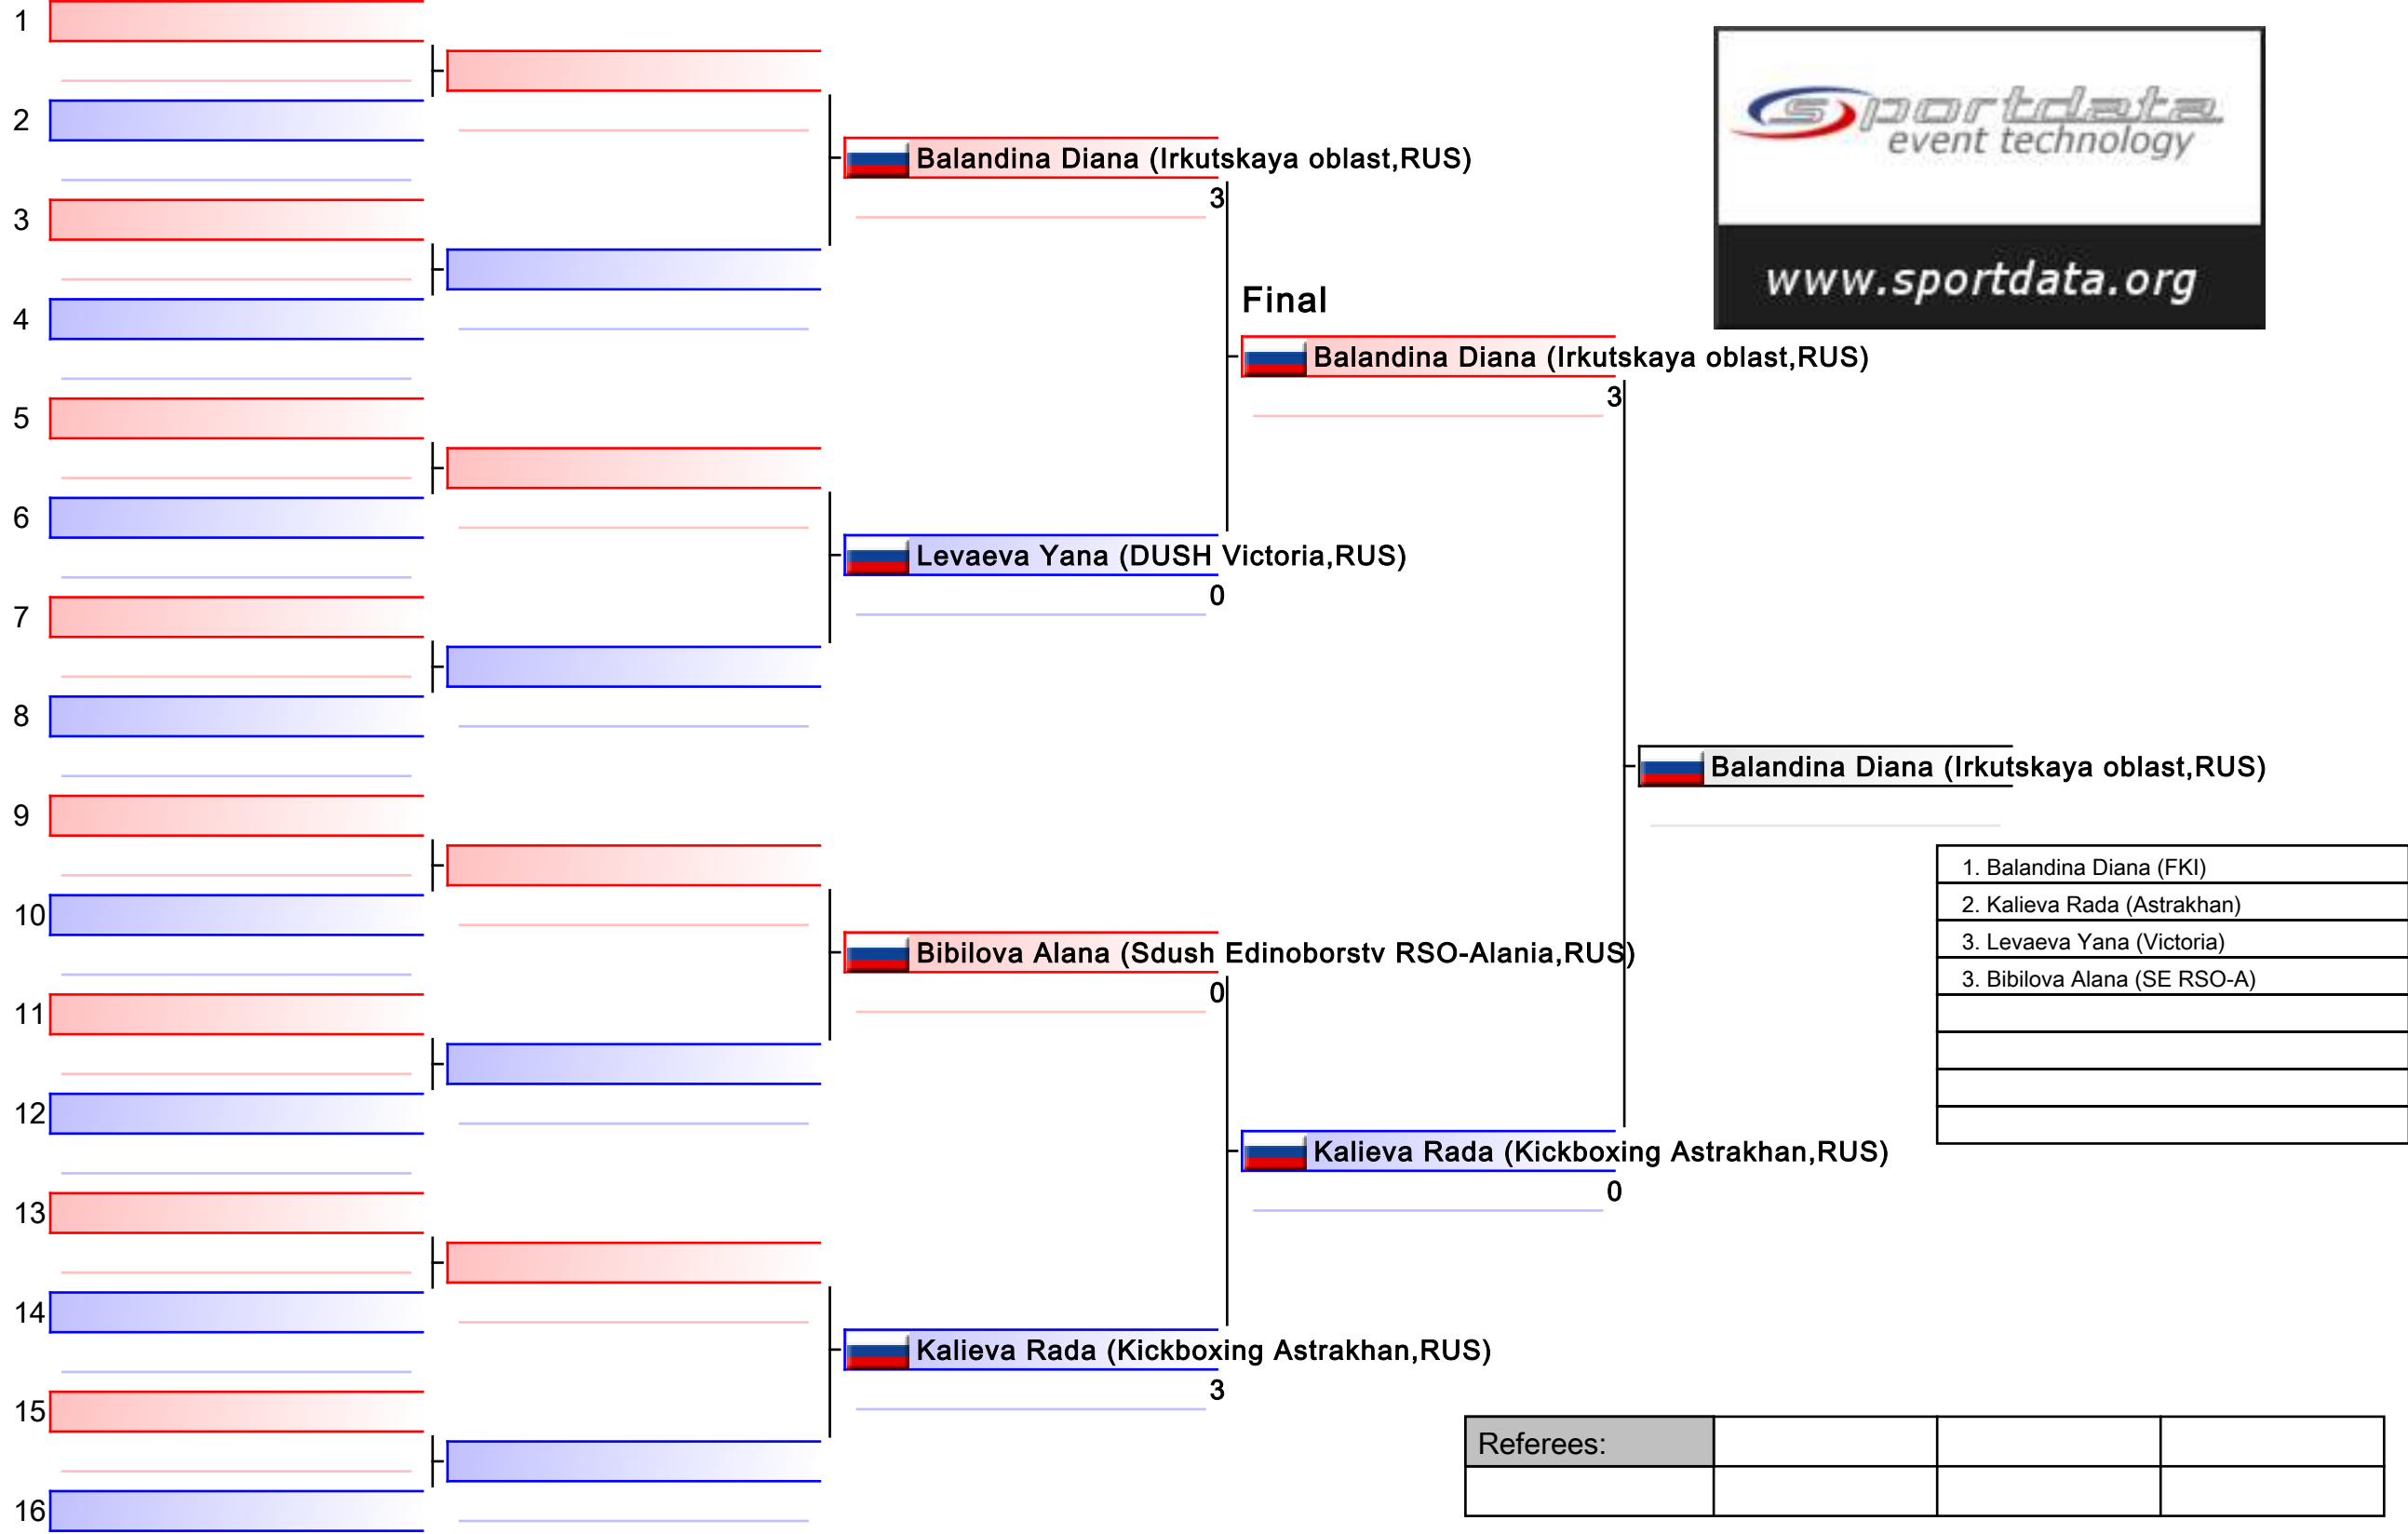 1
2
3
4
5
6
7
8
9
10
11
12
13
14
15
16
Balandina Diana (Irkutskaya oblast,RUS)
3
Levaeva Yana (DUSH Victoria,RUS)
0
Bibilova Alana (Sdush Edinoborstv RSO-Alania,RUS)
0
Kalieva Rada (Kickboxing Astrakhan,RUS)
3
Final
Balandina Diana (Irkutskaya oblast,RUS)
3
Kalieva Rada (Kickboxing Astrakhan,RUS)
0
Balandina Diana (Irkutskaya oblast,RUS)
sportdata
event technology
www.sportdata.org
1. Balandina Diana (FKI)
2. Kalieva Rada (Astrakhan)
3. Levaeva Yana (Victoria)
3. Bibilova Alana (SE RSO-A)
Referees: